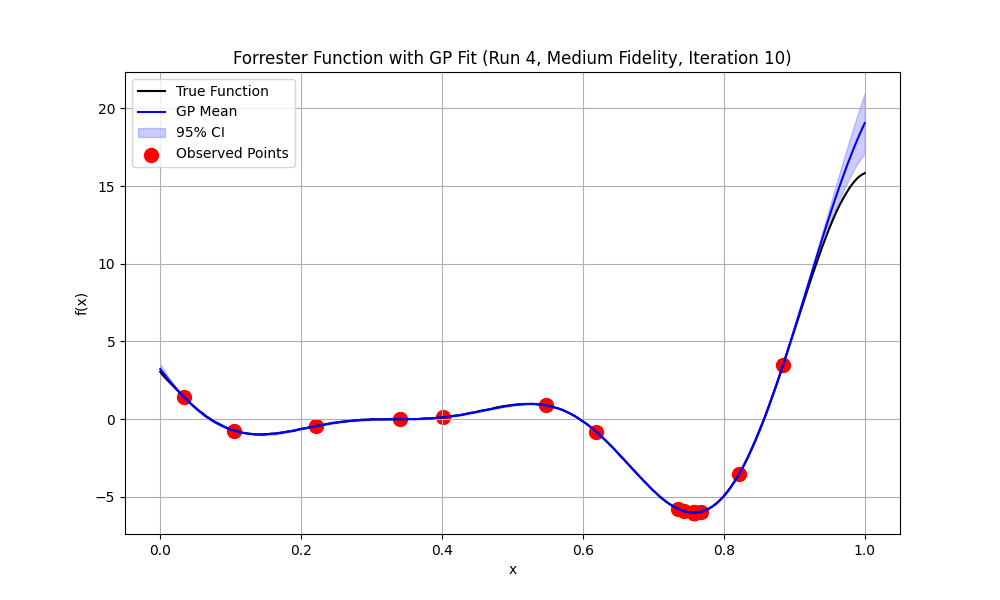 Forrester Function with GP Fit (Run 4, Medium Fidelity, Iteration 10)
True Function
GP Mean
95% CI
Observed Points
f(x)
20
15
10
5
0
−5
0.0
0.2
0.4
0.6
0.8
1.0
x